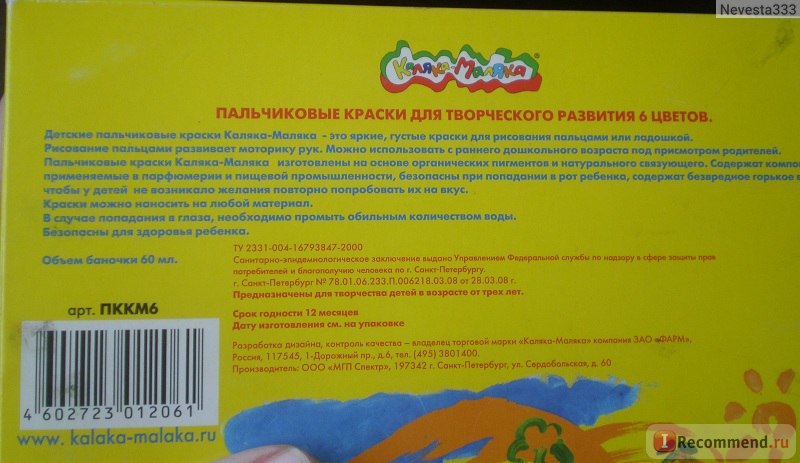 Nevesta333
Каляка-Маляка®
ПАЛЬЧИКОВЫЕ КРАСКИ ДЛЯ ТВОРЧЕСКОГО РАЗВИТИЯ 6 ЦВЕТОВ.
Детские пальчиковые краски Каляка-Маляка - это яркие, густые краски для рисования пальцами или ладошкой.
Рисование пальцами развивает моторику рук. Можно использовать с раннего дошкольного возраста под присмотром родителей.
Пальчиковые краски Каляка-Маляка изготовлены на основе органических пигментов и натурального связующего. Содержат
применяемые в парфюмерии и пищевой промышленности, безопасны при попадании в рот ребенка, содержат безвредное горькое
чтобы у детей не возникало желания повторно попробовать их на вкус.
Краски можно наносить на любой материал.
В случае попадания в глаза, необходимо промыть обильным количеством воды.
Безопасны для здоровья ребенка.
Объем баночки 60 мл.
ТУ 2331-004-16793847-2000
Санитарно-эпидемиологическое заключение выдано Управлением Федеральной службы по надзору в сфере защиты прав
потребителей и благополучию человека по г. Санкт-Петербургу.
г. Санкт-Петербург № 78.01.06.233.П.006218.03.08 от 28.03.08 г.
Предназначены для творчества детей в возрасте от трех лет.
Срок годности 12 месяцев
Дата изготовления см. на упаковке
Разработка дизайна, контроль качества – владелец торговой марки «Каляка-Маляка» компания ЗАО «ФАРМ»,
Россия, 117545, 1-Дорожный пр., д.6, тел. (495) 3801400.
Производитель: ООО «МГП Спектр», 197342 г. Санкт-Петербург, ул. Сердобольская, д. 60
арт. ПККМ6
4 602723 012061
www.kalaka-malaka.ru
IRecommend.ru